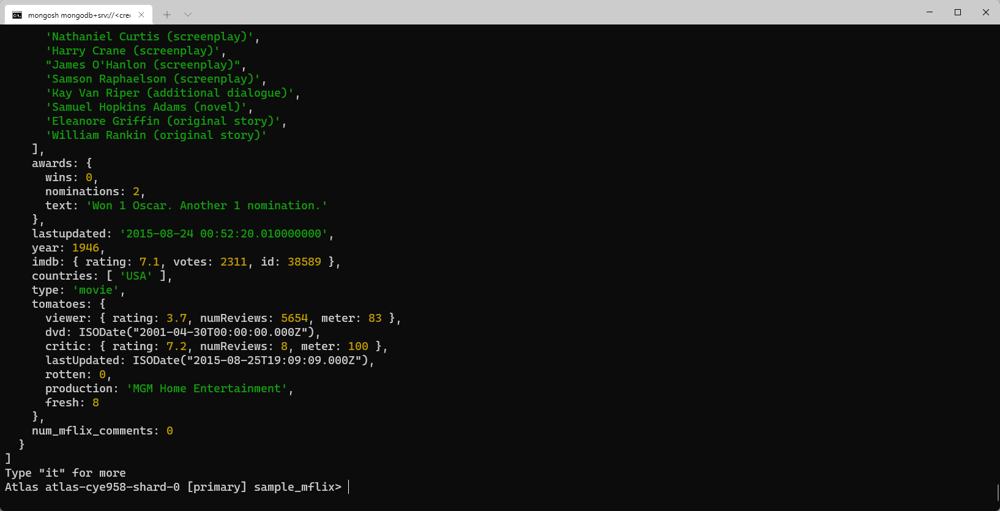 mongosh mongodb+srv://<cre
        'Nathaniel Curtis (screenplay)',
      'Harry Crane (screenplay)',
      "James O'Hanlon (screenplay)",
      'Samson Raphaelson (screenplay)',
      'Kay Van Riper (additional dialogue)',
      'Samuel Hopkins Adams (novel)',
      'Eleanore Griffin (original story)',
      'William Rankin (original story)'
    ],
    awards: {
      wins: 0,
      nominations: 2,
      text: 'Won 1 Oscar. Another 1 nomination.'
    },
    lastupdated: '2015-08-24 00:52:20.010000000',
    year: 1946,
    imdb: { rating: 7.1, votes: 2311, id: 38589 },
    countries: [ 'USA' ],
    type: 'movie',
    tomatoes: {
      viewer: { rating: 3.7, numReviews: 5654, meter: 83 },
      dvd: ISODate("2001-04-30T00:00:00.000Z"),
      critic: { rating: 7.2, numReviews: 8, meter: 100 },
      lastUpdated: ISODate("2015-08-25T19:09:09.000Z"),
      rotten: 0,
      production: 'MGM Home Entertainment',
      fresh: 8
    },
    num_mflix_comments: 0
  }
]
Type "it" for more
Atlas atlas-cye958-shard-0 [primary] sample_mflix>